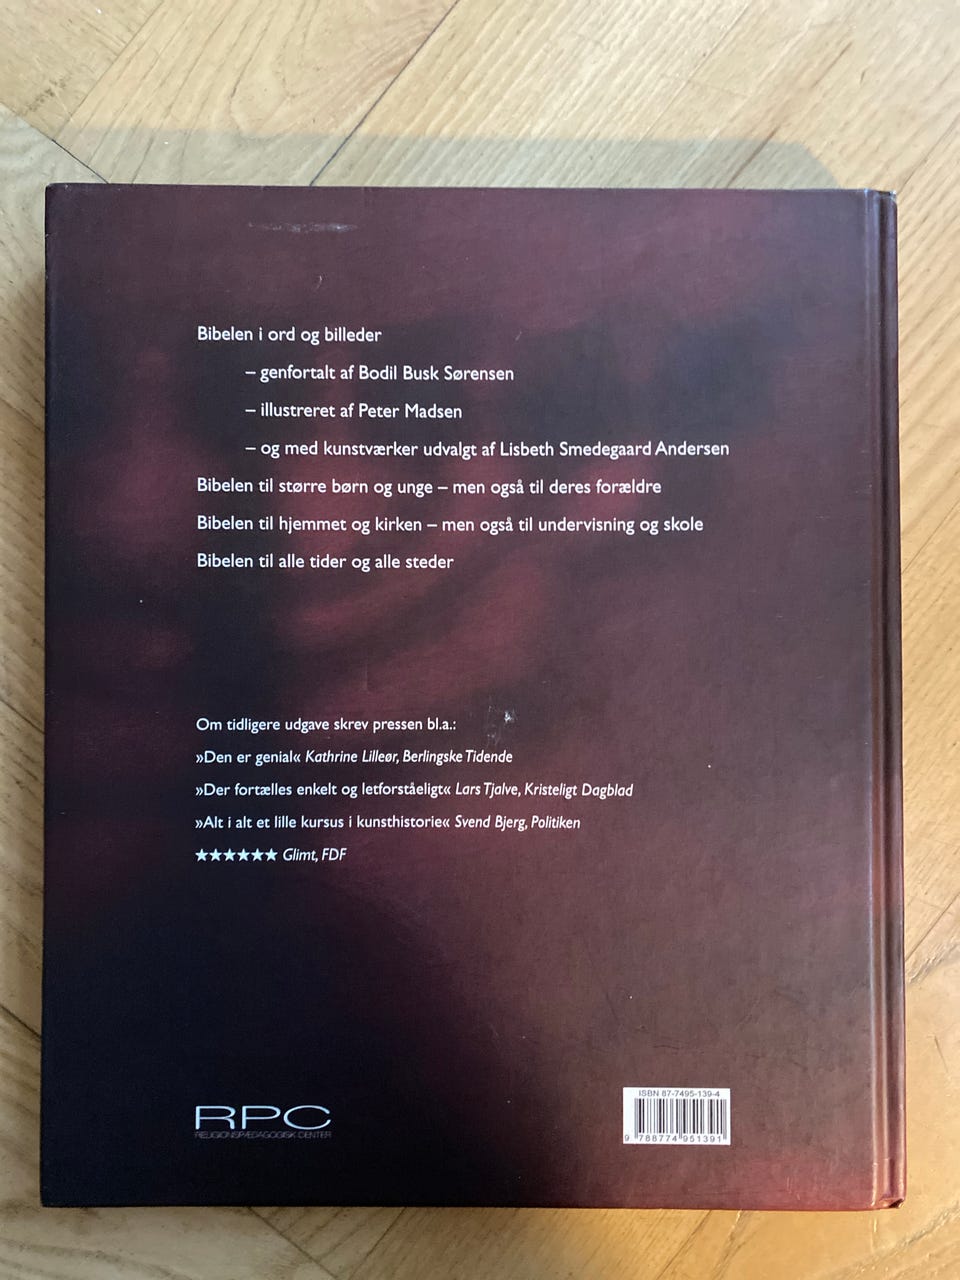 Bibelen i ord og billeder
– genfortalt af Bodil Busk Sørensen
– illustreret af Peter Madsen
– og med kunstværker udvalgt af Lisbeth Smedegaard Andersen
Bibelen til større børn og unge – men også til deres forældre
Bibelen til hjemmet og kirken – men også til undervisning og skole
Bibelen til alle tider og alle steder
Om tidligere udgave skrev pressen bl.a.:
»Den er genial« Kathrine Lilleør, Berlingske Tidende
»Der fortælles enkelt og letforståeligt« Lars Tjalve, Kristeligt Dagblad
»Alt i alt et lille kursus i kunsthistorie« Svend Bjerg, Politiken
★★★★★★ Glimt, FDF
RPC
RELIGIONSPÆDAGOGISK CENTER
ISBN 87-7495-139-4
9 788774 951391